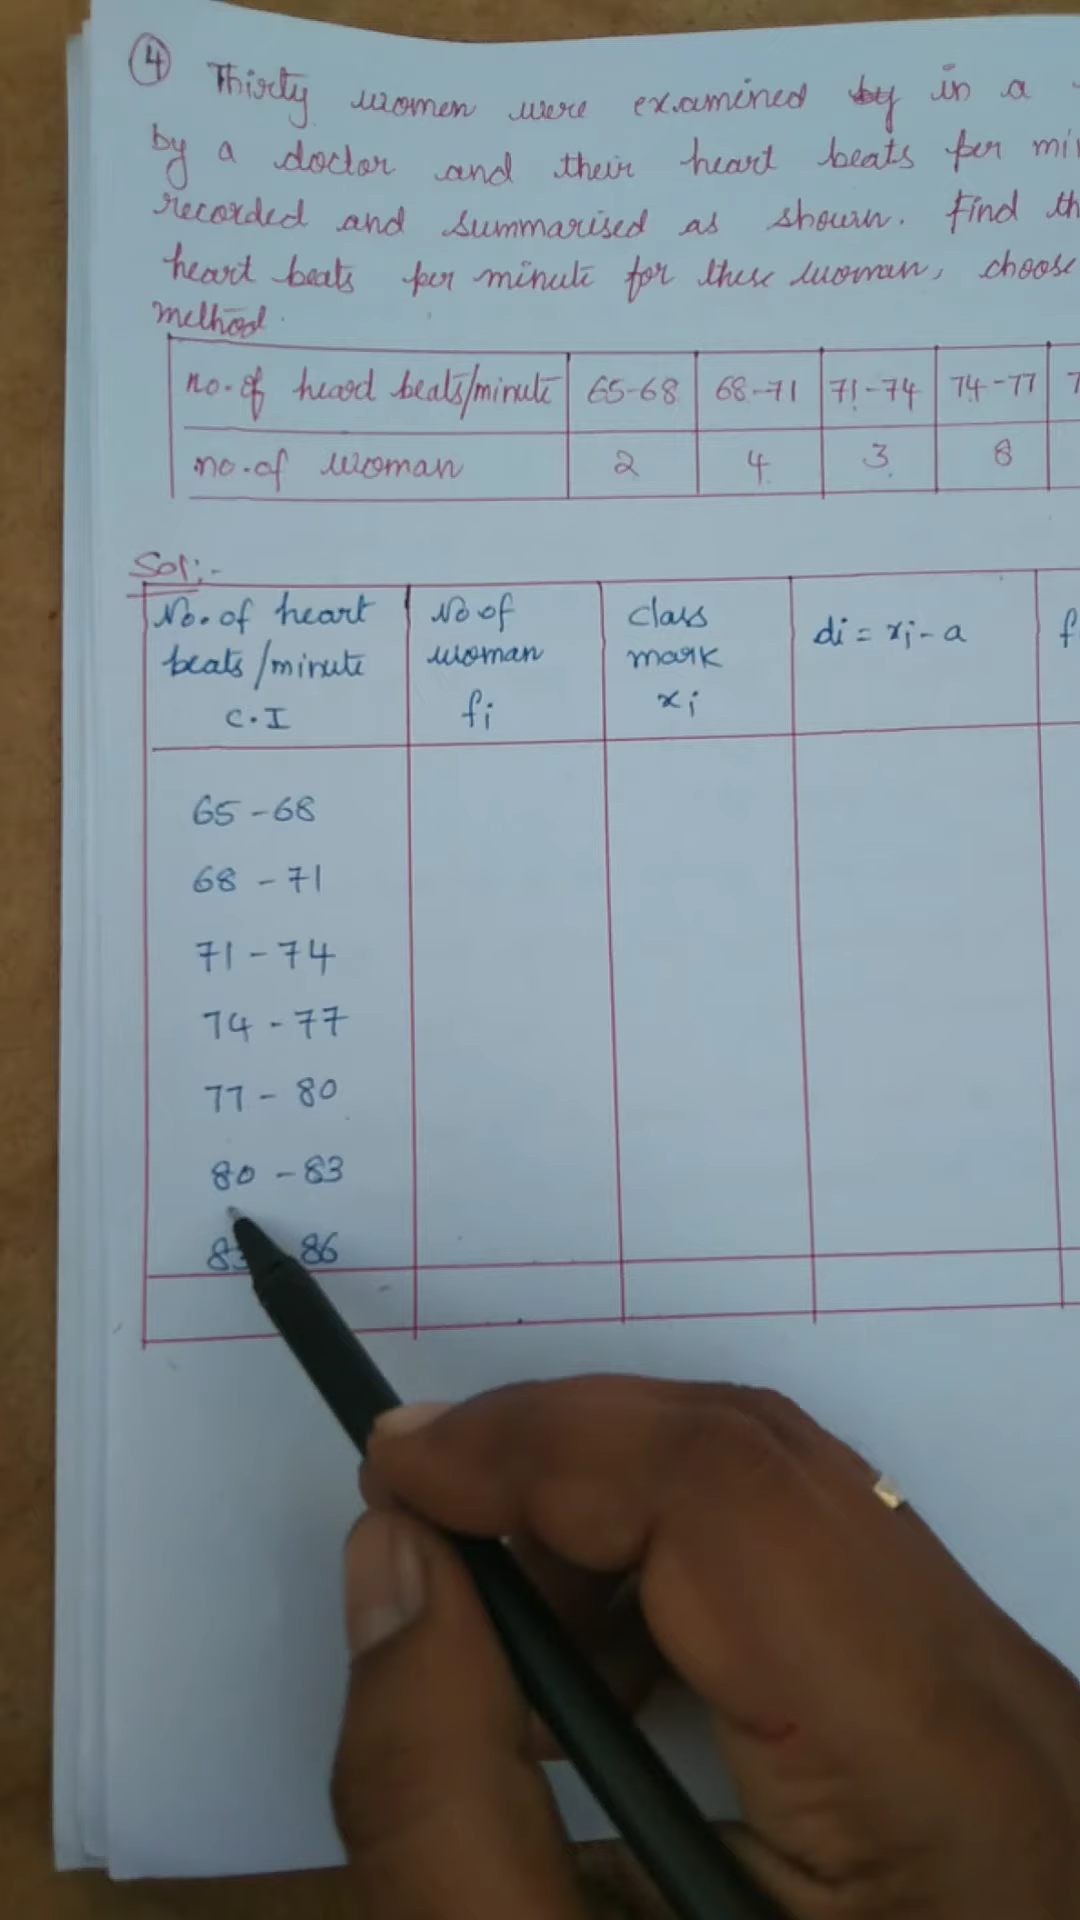 4 Thirty women were examined by in a
by a doctor and their heart beats per mi
recorded and summarised as shown. Find th
heart beats per minute for these woman, choose
method.
no. of heard beats/minute 65-68 68-71 71-74 74-77 7
no. of woman 2 4 3 8
Sol:-
No. of heart No of class di = xi - a f
beats/minute woman mark
C.I fi xi
65-68
68-71
71-74
74-77
77-80
80-83
83 86